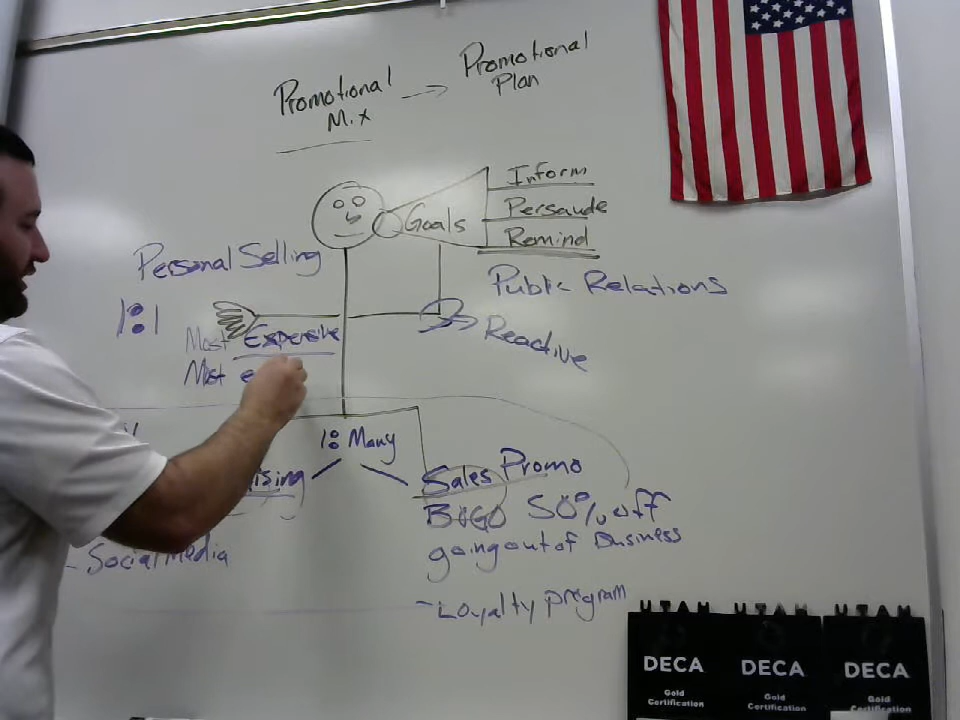 Promotional
Mix
→ Promotional
Plan
Inform
Persaude
Remind
Goals
Personal Selling
1:1
Most Expensive
Most
Public Relations
Reactive
1:Many
Sales Promo
BOGO 50% off
going out of Business
- Loyalty program
- Social Media
UTAH UTAH UTAH
DECA DECA DECA
Gold Gold Gold
Certification Certification Certification